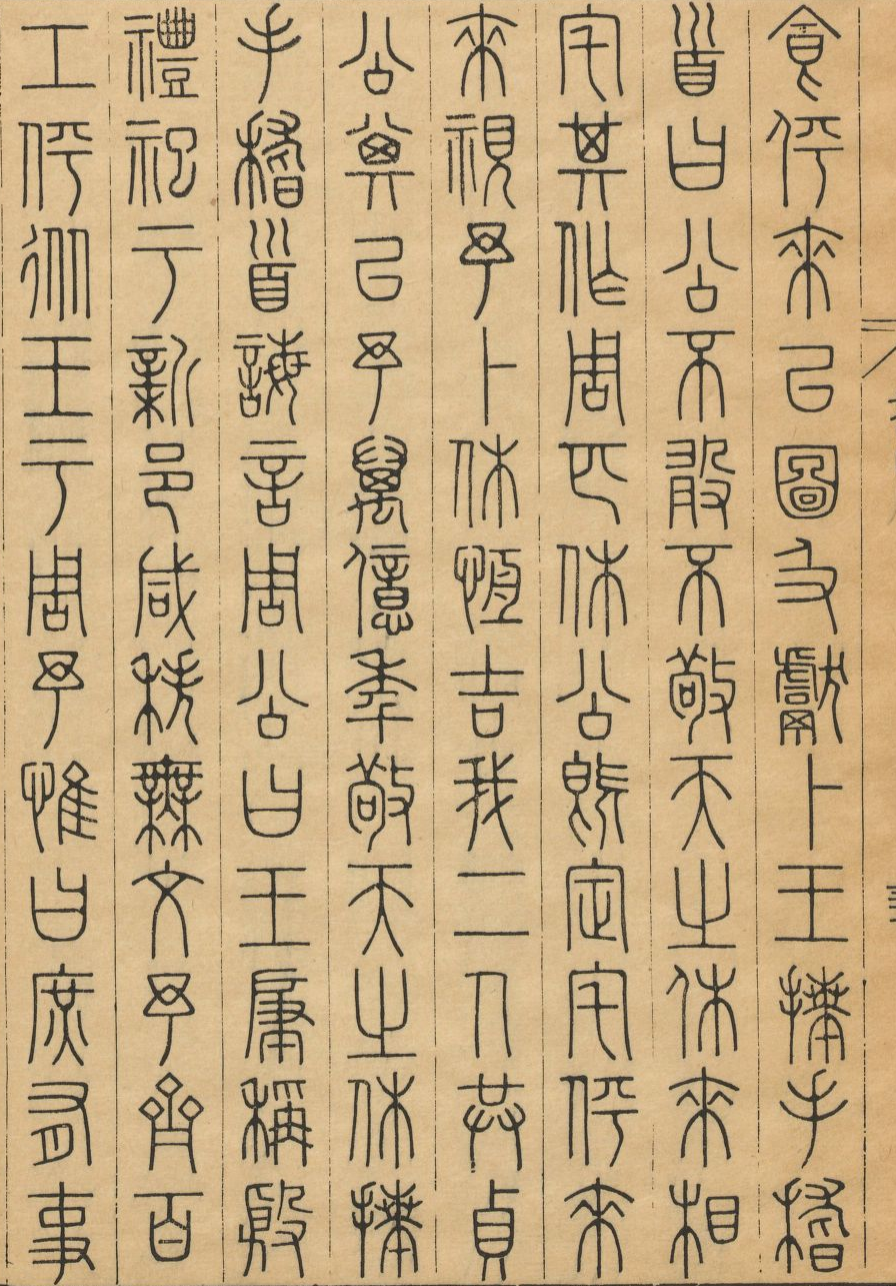 食伻來以圖及獻卜王拜手稽
首曰公不敢不敬天之休來相
宅其作周匹休公既定宅伻來
來視予卜休恆吉我二人共貞
公其以予萬億年敬天之休拜
手稽首誨言周公曰王肇稱殷
禮祀于新邑咸秩無文予齊百
工伻從王于周予惟曰庶有事